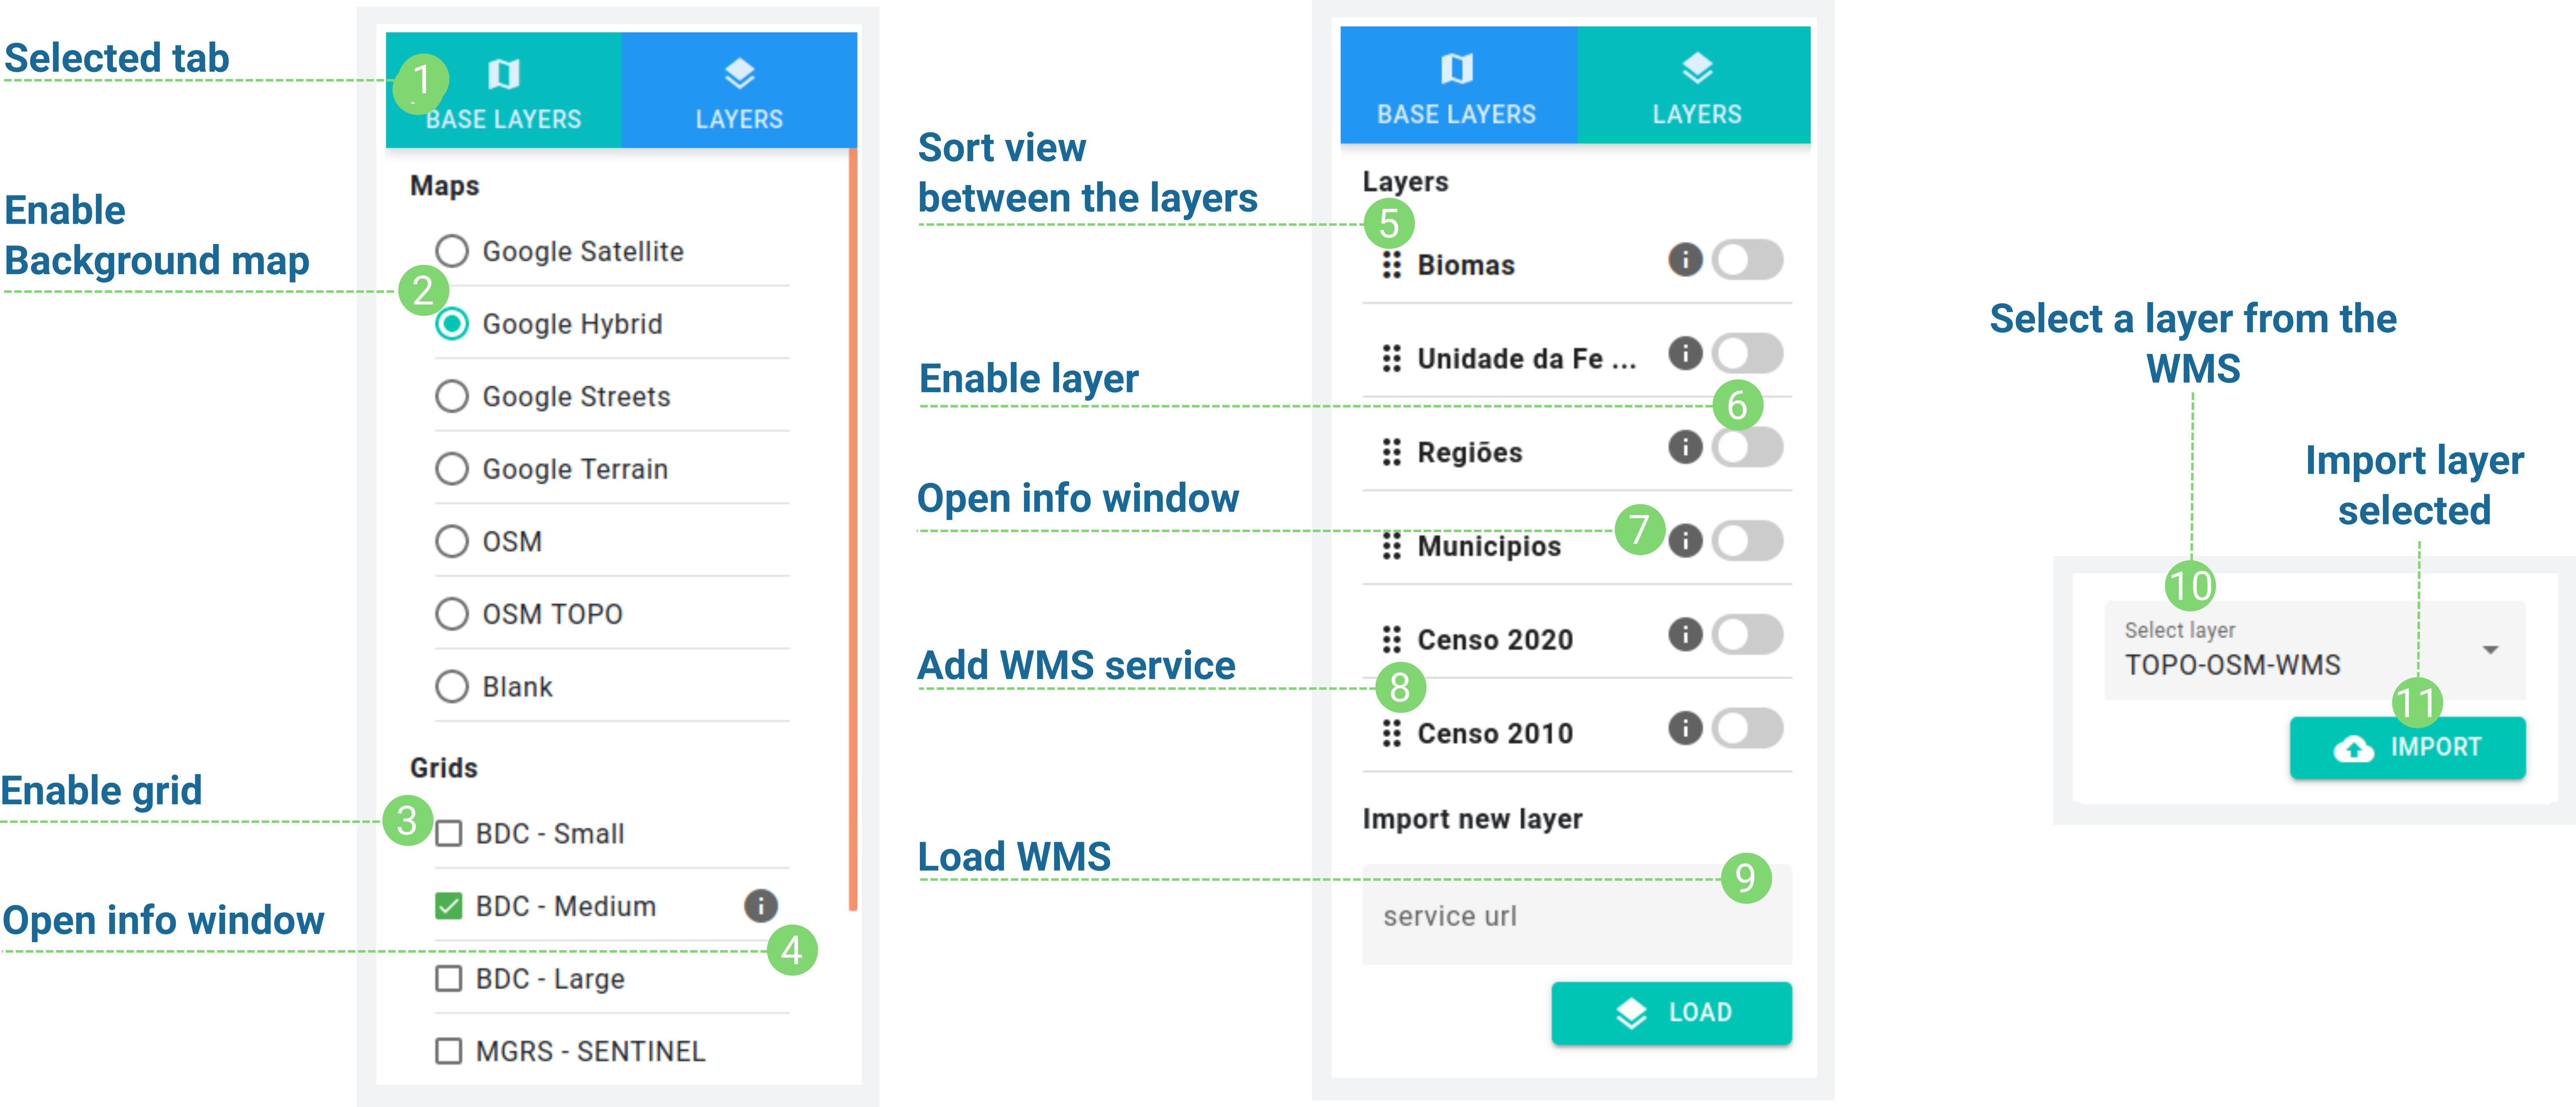 Selected tab
1
BASE LAYERS
LAYERS
Enable
Background map
2
Maps
Google Satellite
Google Hybrid
Google Streets
Google Terrain
OSM
OSM TOPO
Blank
Grids
Enable grid
3
BDC - Small
BDC - Medium
i
Open info window
4
BDC - Large
MGRS - SENTINEL
BASE LAYERS
LAYERS
Sort view
between the layers
5
Layers
Biomas
i
Unidade da Fe ...
i
Enable layer
6
Regiões
i
Open info window
7
Municipios
i
Censo 2020
i
Add WMS service
8
Censo 2010
i
Import new layer
Load WMS
9
service url
LOAD
Select a layer from the
WMS
10
Import layer
selected
11
Select layer
TOPO-OSM-WMS
IMPORT